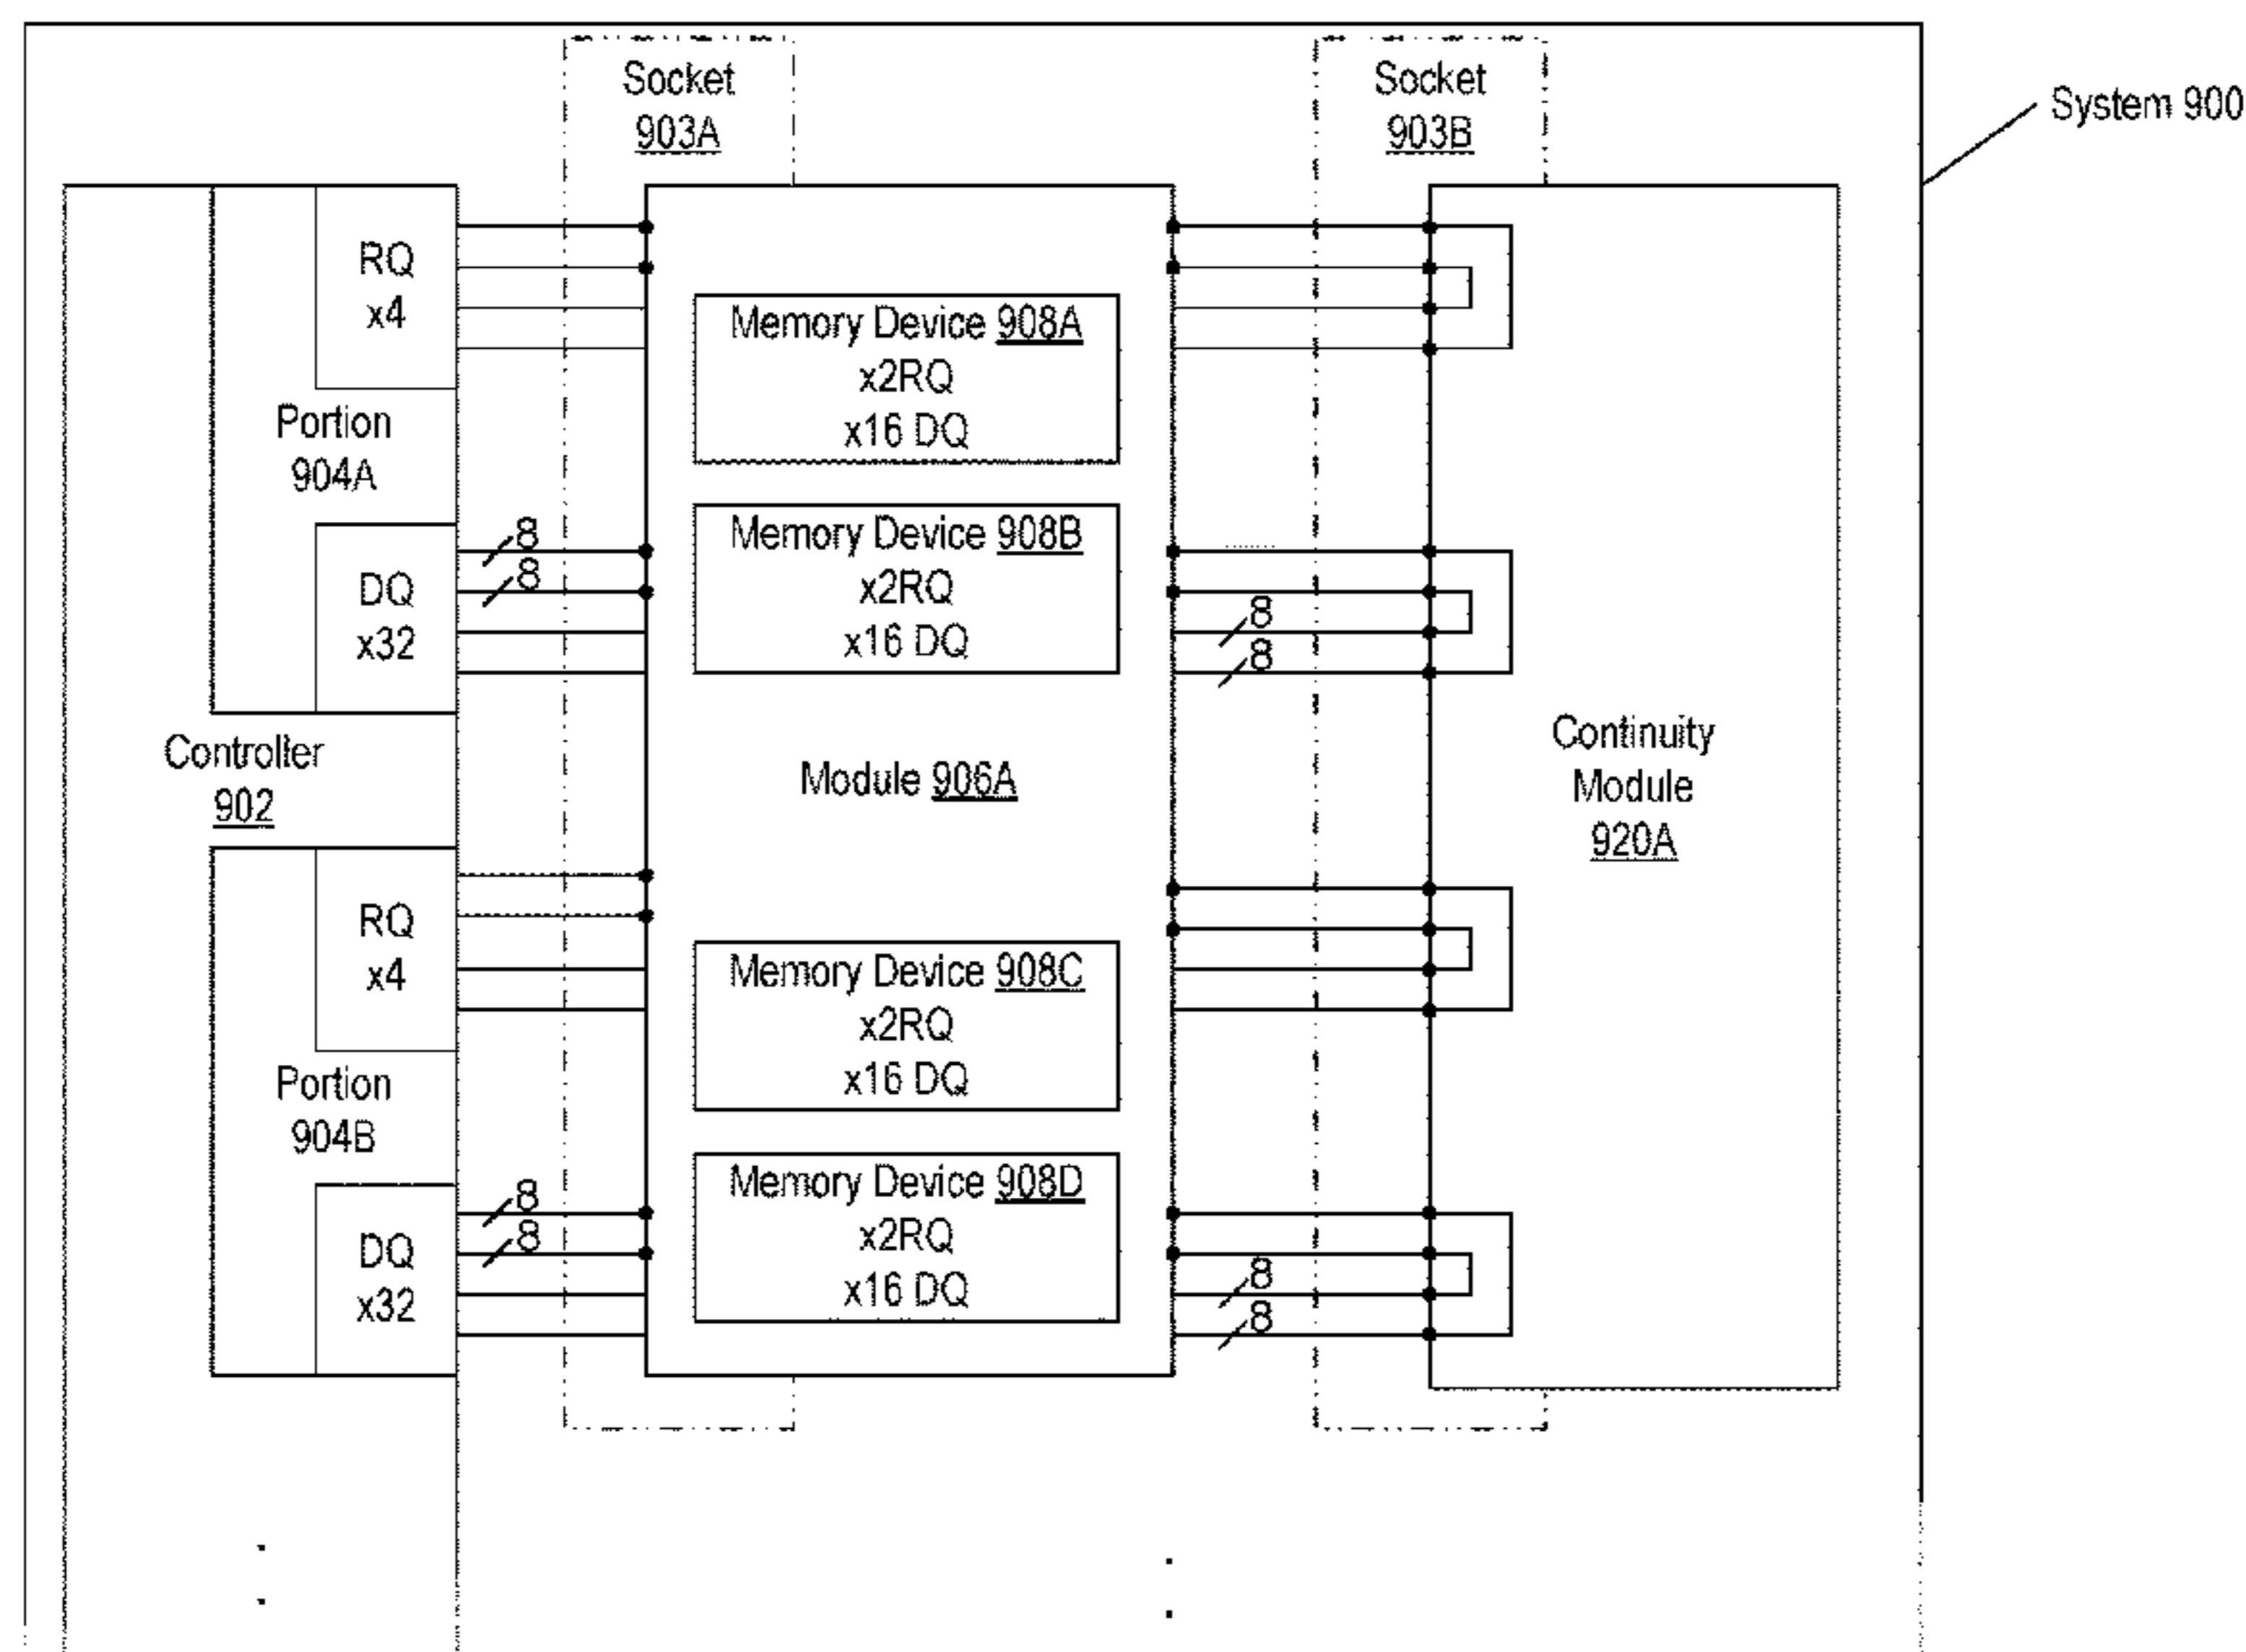 Socket
903A
Socket
903B
System 900
RQ
x4
Portion
904A
DQ
x32
8
8
Controller
902
RQ
x4
Portion
904B
DQ
x32
8
8
Memory Device 908A
x2RQ
x16 DQ
Memory Device 908B
x2RQ
x16 DQ
Module 906A
Memory Device 908C
x2RQ
x16 DQ
Memory Device 908D
x2RQ
x16 DQ
8
8
8
8
Continuity
Module
920A